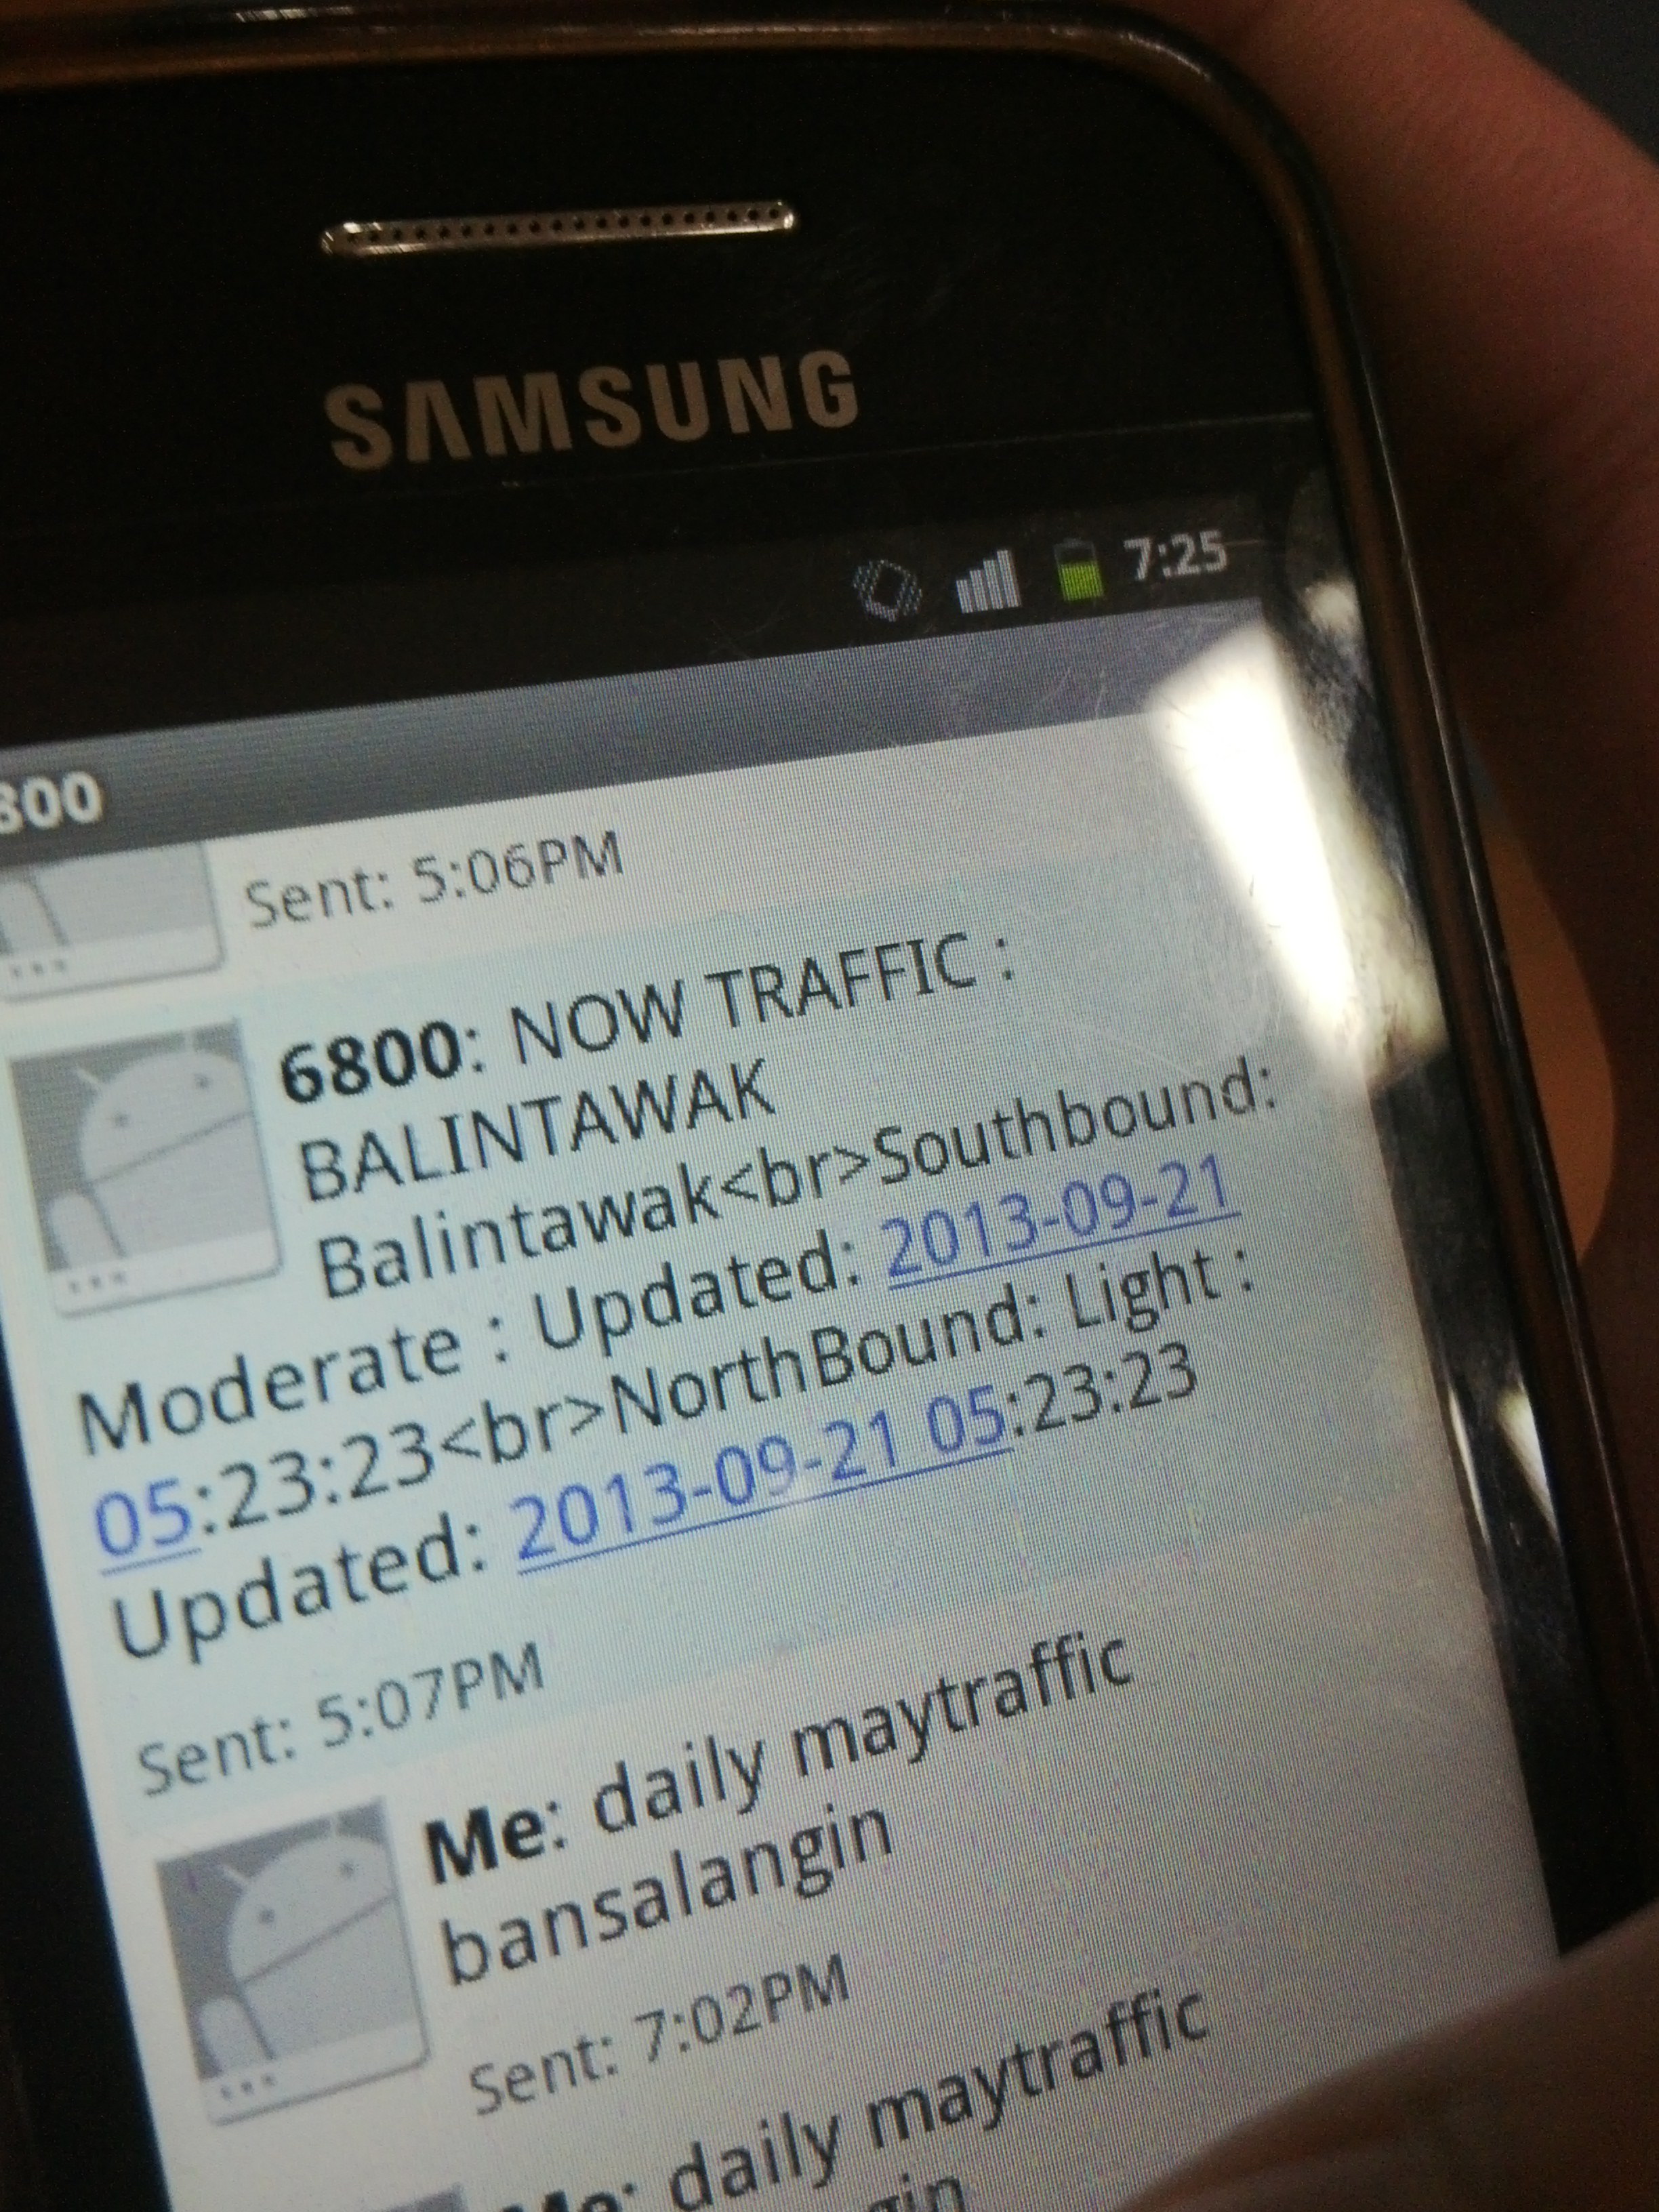 SAMSUNG
7:25
800
Sent: 5:06PM
6800: NOW TRAFFIC :
BALINTAWAK
Balintawak<br>Southbound:
Moderate : Updated: 2013-09-21
05:23:23<br>NorthBound: Light :
Updated: 2013-09-21 05:23:23
Sent: 5:07PM
Me: daily maytraffic
bansalangin
Sent: 7:02PM
Me: daily maytraffic
gin